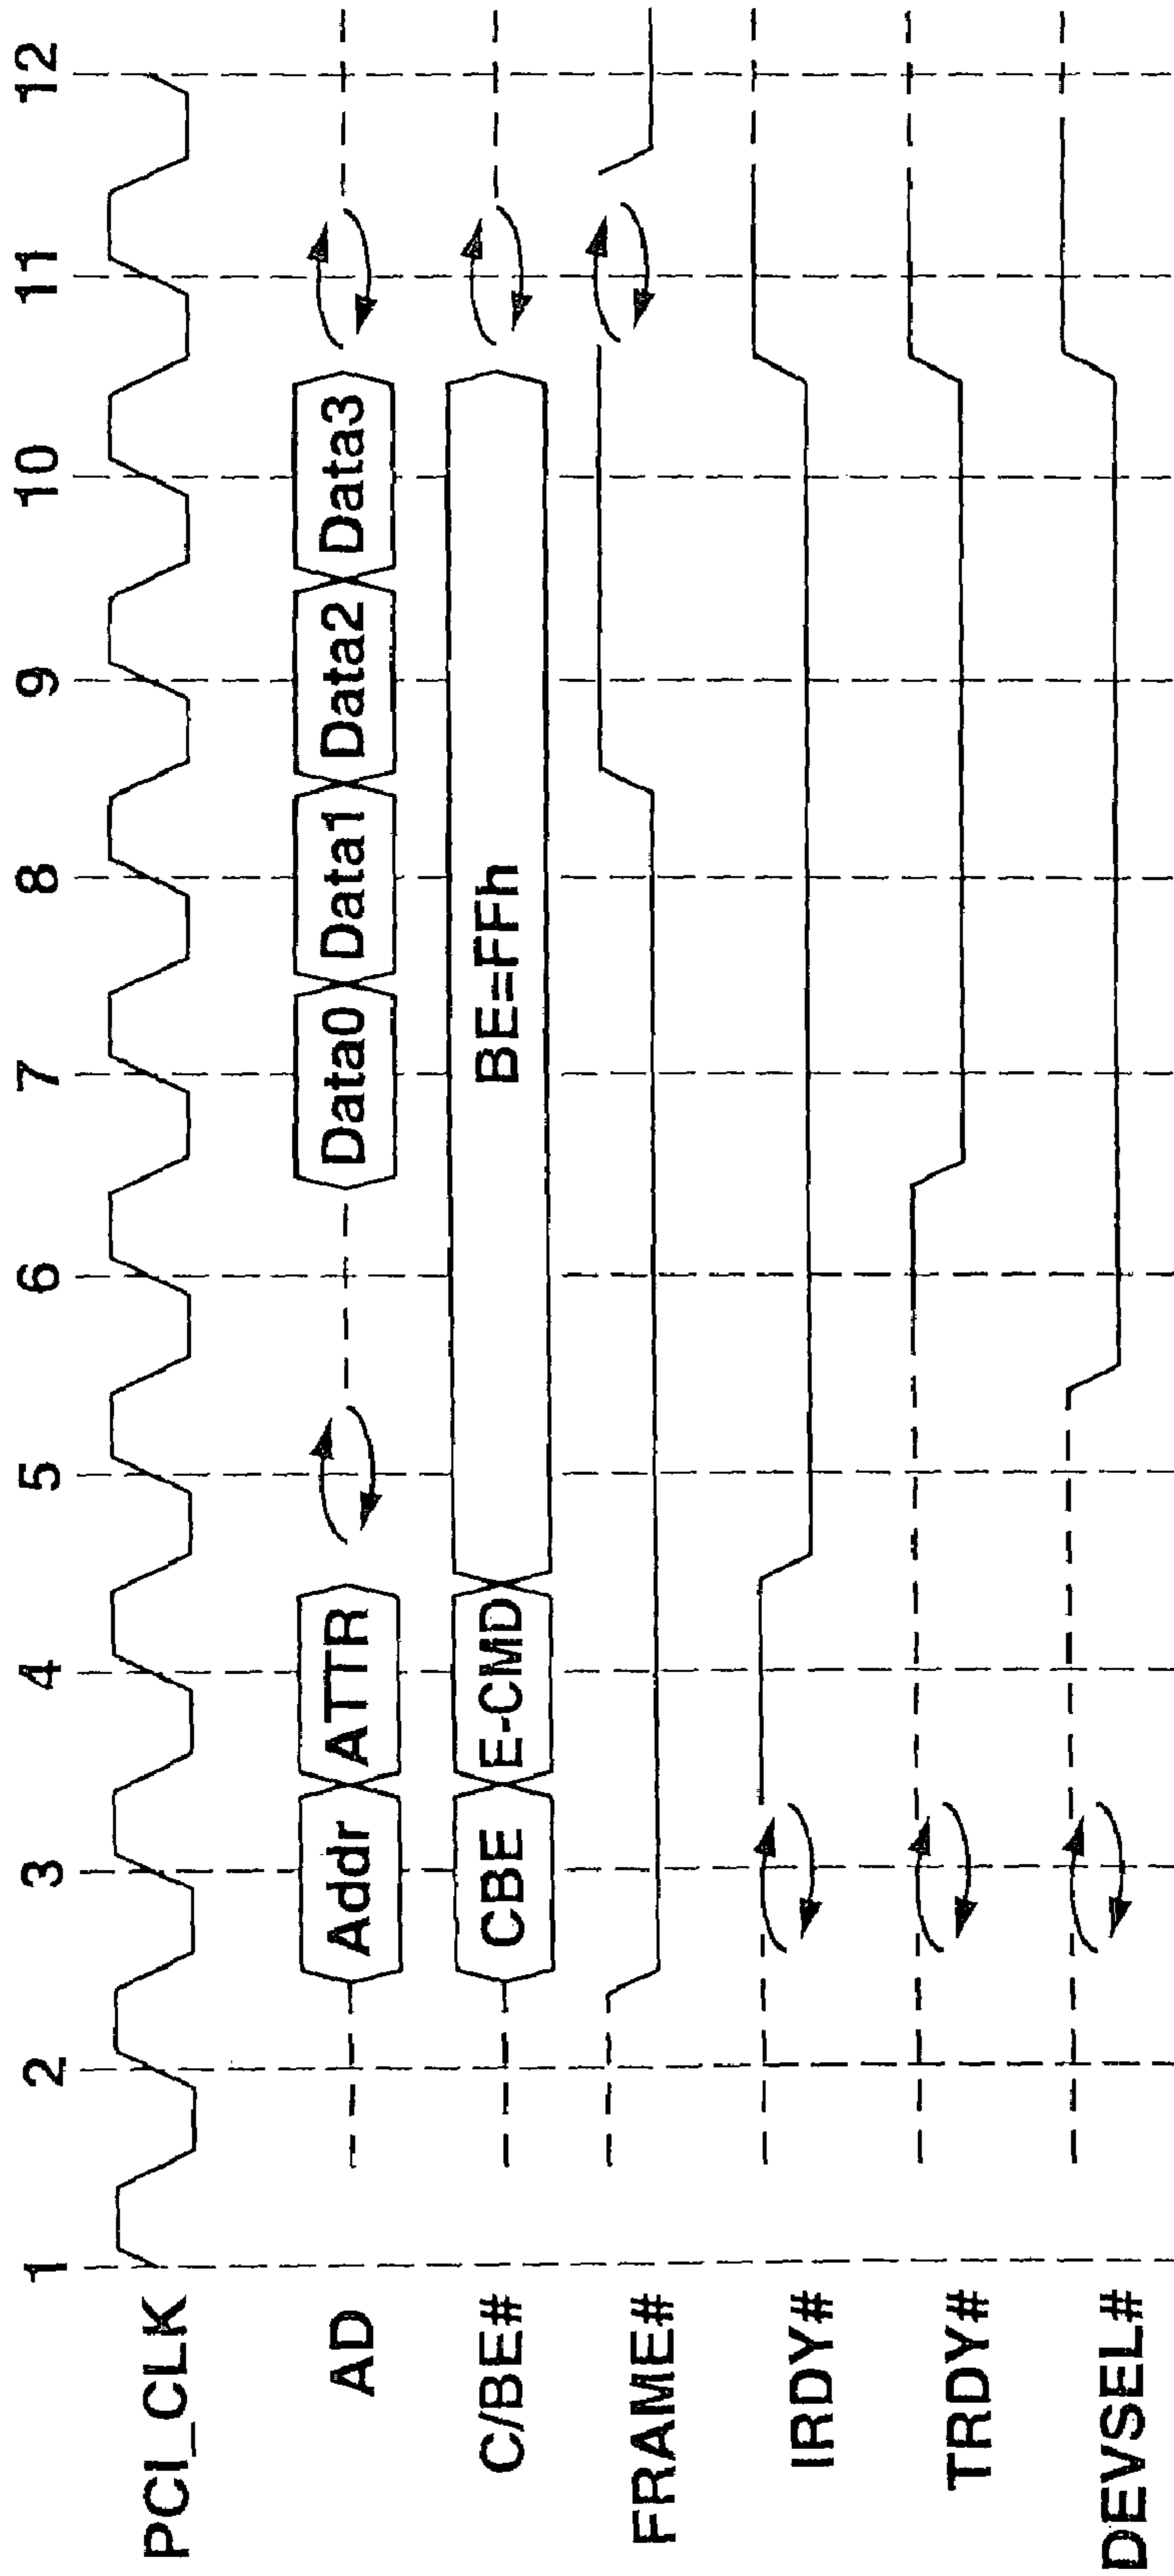 1 2 3 4 5 6 7 8 9 10 11 12
PCI_CLK
AD Addr ATTR Data0 Data1 Data2 Data3
C/BE# CBE E-CMD BE=FFh
FRAME#
IRDY#
TRDY#
DEVSEL#